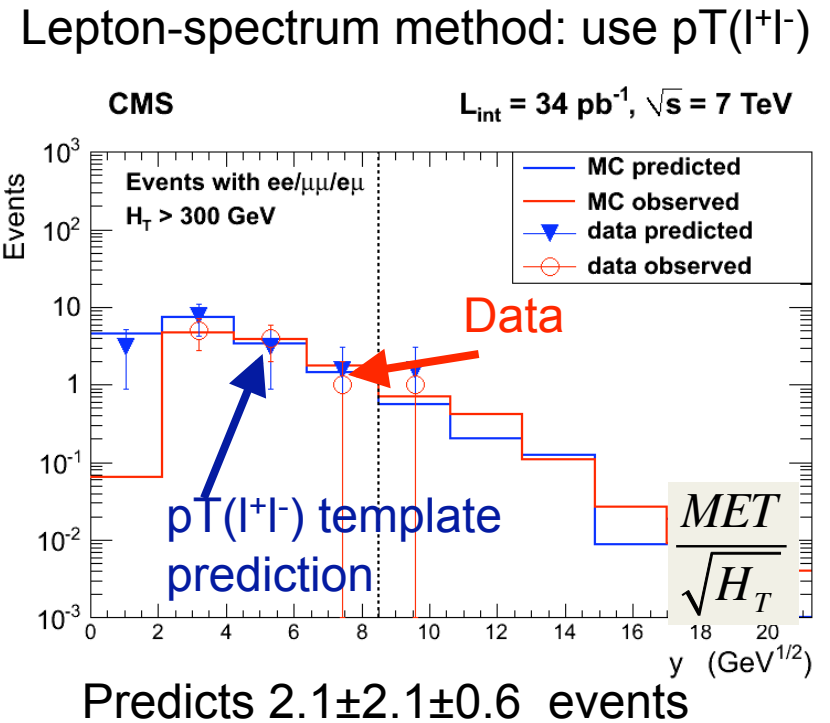 Lepton-spectrum method: use pT(l⁺l⁻)
CMS
L_int = 34 pb⁻¹, √s = 7 TeV
Events with ee/μμ/eμ
H_T > 300 GeV
MC predicted
MC observed
data predicted
data observed
Events
10³
10²
10
1
10⁻¹
10⁻²
10⁻³
Data
pT(l⁺l⁻) template
prediction
MET
√H_T
0 2 4 6 8 10 12 14 16 18 20
y (GeV^1/2)
Predicts 2.1±2.1±0.6 events